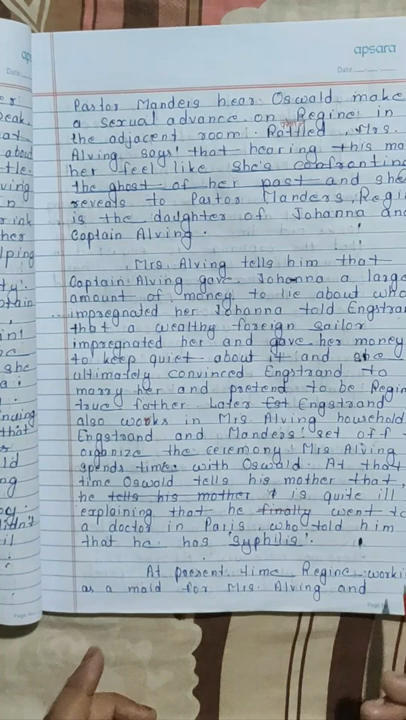 apsara
Date
Pastor Manders hear Oswald make
a sexual advance on Regine in
the adjacent room. Rattled, Mrs.
Alving says that hearing this ma
her feel like she's confronting
the ghost of her past and she
reveals to Pastor Manders, Regi
is the daughter of Johanna and
Captain Alving.
Mrs. Alving tells him that
Captain Alving gave Johanna a large
amount of money to lie about who
impregnated her Johanna told Engstran
that a wealthy foreign sailor
impregnated her and gave her money
to keep quiet about it and she
ultimately convinced Engstrand to
marry her and pretend to be Regin
true father. Later Engstrand
also works in Mrs Alving household
Engstrand and Manders set off
organize the ceremony. Mrs Alving
spends time with Oswald. At that
time Oswald tells his mother that,
he tells his mother is quite ill
explaining that he finally went to
a doctor in Paris, who told him
that he has 'syphilis'.
At present time Regine worki
as a maid for Mrs. Alving and